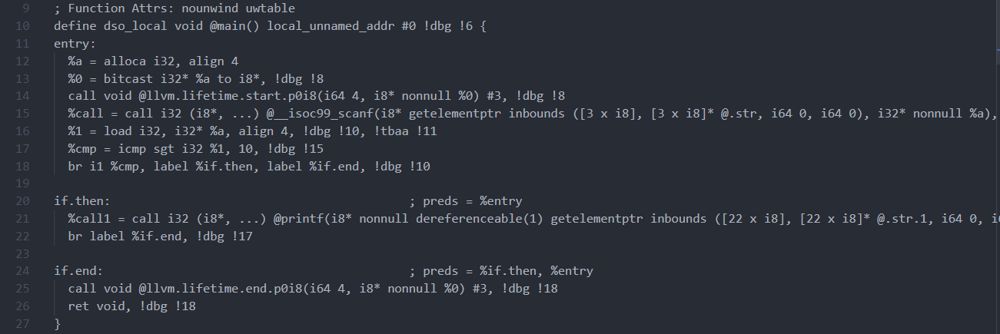 9 ; Function Attrs: nounwind uwtable
10 define dso_local void @main() local_unnamed_addr #0 !dbg !6 {
11 entry:
12 %a = alloca i32, align 4
13 %0 = bitcast i32* %a to i8*, !dbg !8
14 call void @llvm.lifetime.start.p0i8(i64 4, i8* nonnull %0) #3, !dbg !8
15 %call = call i32 (i8*, ...) @__isoc99_scanf(i8* getelementptr inbounds ([3 x i8], [3 x i8]* @.str, i64 0, i64 0), i32* nonnull %a),
16 %1 = load i32, i32* %a, align 4, !dbg !10, !tbaa !11
17 %cmp = icmp sgt i32 %1, 10, !dbg !15
18 br i1 %cmp, label %if.then, label %if.end, !dbg !10
19
20 if.then: ; preds = %entry
21 %call1 = call i32 (i8*, ...) @printf(i8* nonnull dereferenceable(1) getelementptr inbounds ([22 x i8], [22 x i8]* @.str.1, i64 0,
22 br label %if.end, !dbg !17
23
24 if.end: ; preds = %if.then, %entry
25 call void @llvm.lifetime.end.p0i8(i64 4, i8* nonnull %0) #3, !dbg !18
26 ret void, !dbg !18
27 }